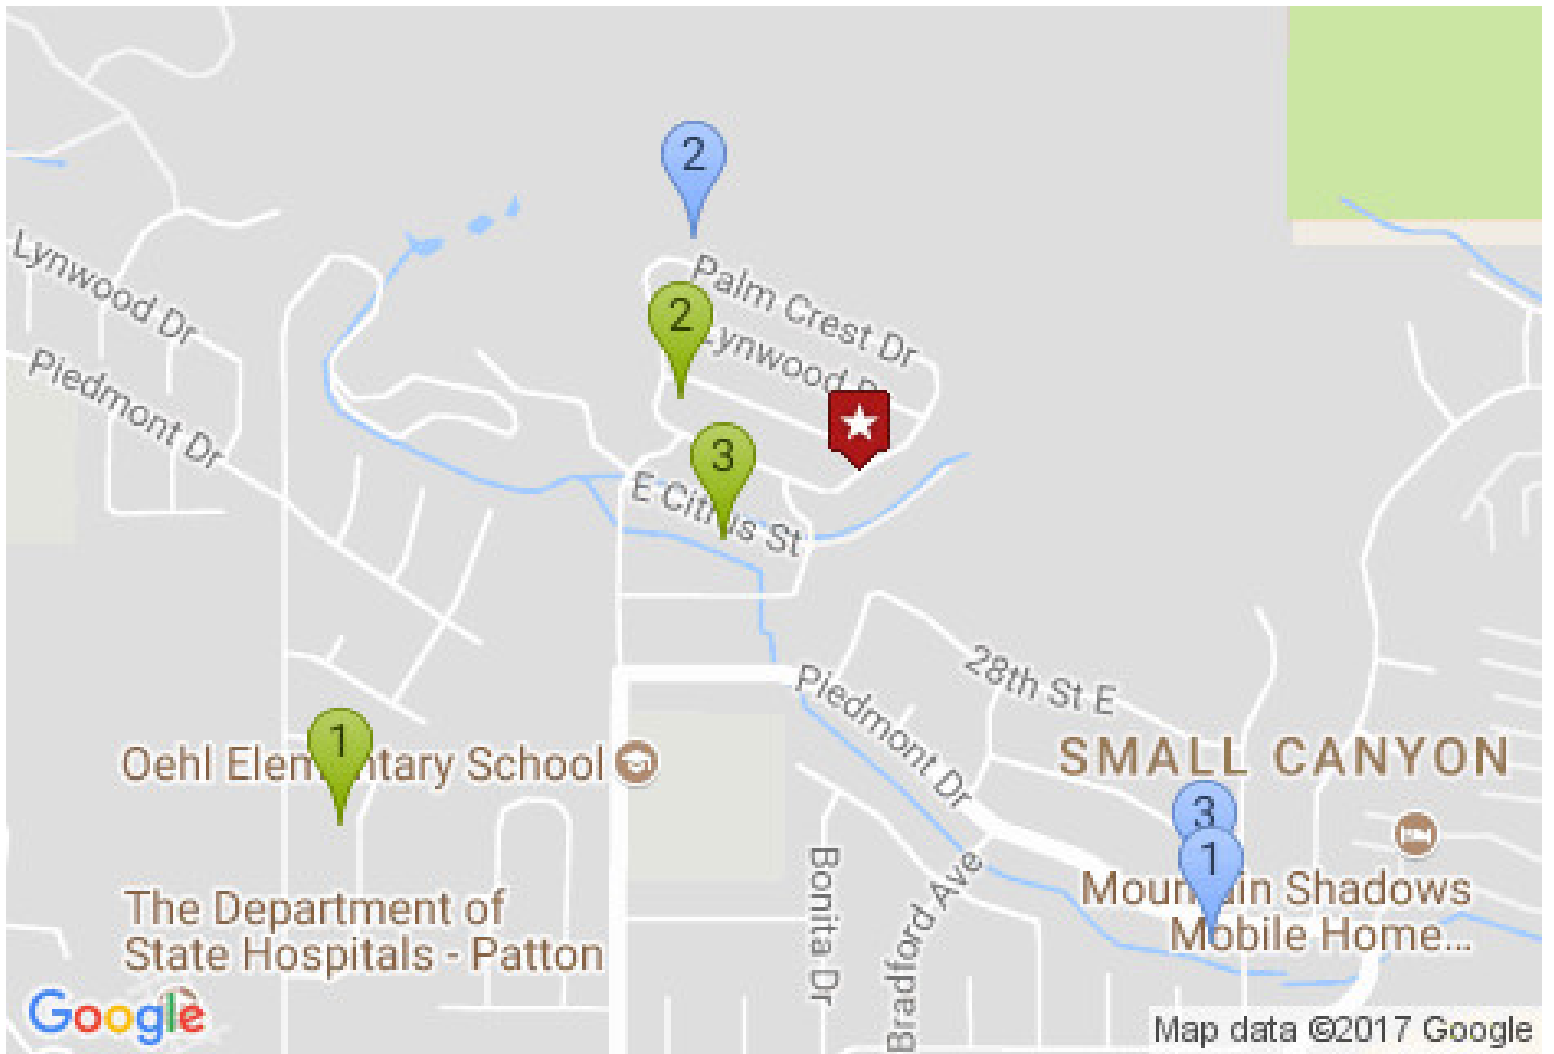 2
Palm Crest Dr
Lynwood Dr
2
Lynwood
Piedmont Dr
3
E Citrus St
28th St E
Piedmont Dr
1
Oehl Elementary School
SMALL CANYON
3
1
Mountain Shadows
Mobile Home...
Bonita Dr
Bradford Ave
The Department of
State Hospitals - Patton
Google
Map data ©2017 Google